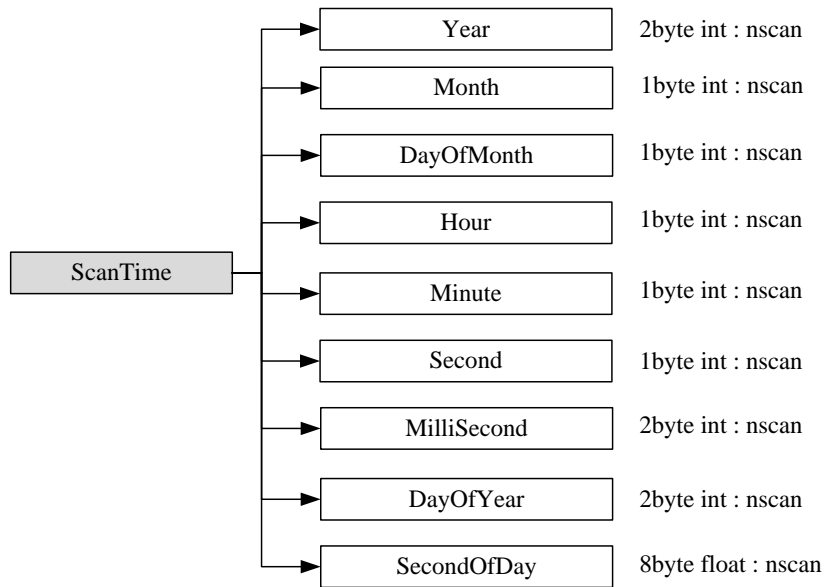 Year 2byte int : nscan
Month 1byte int : nscan
DayOfMonth 1byte int : nscan
Hour 1byte int : nscan
ScanTime
Minute 1byte int : nscan
Second 1byte int : nscan
MilliSecond 2byte int : nscan
DayOfYear 2byte int : nscan
SecondOfDay 8byte float : nscan